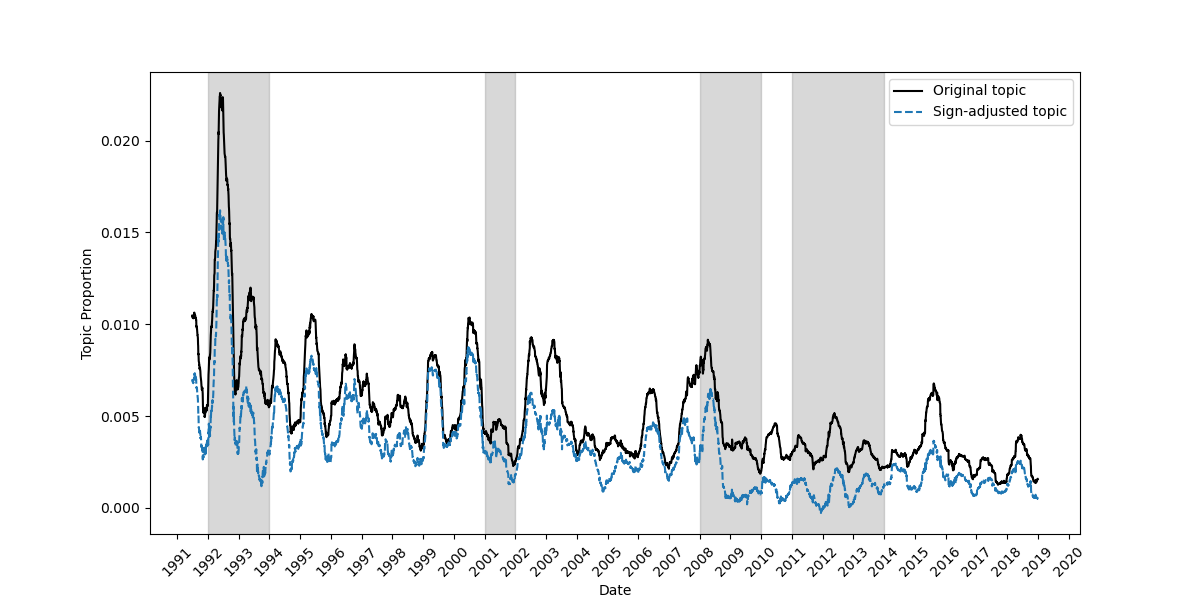 Original topic
Sign-adjusted topic
Topic Proportion
0.020
0.015
0.010
0.005
0.000
1991 1992 1993 1994 1995 1996 1997 1998 1999 2000 2001 2002 2003 2004 2005 2006 2007 2008 2009 2010 2011 2012 2013 2014 2015 2016 2017 2018 2019 2020
Date